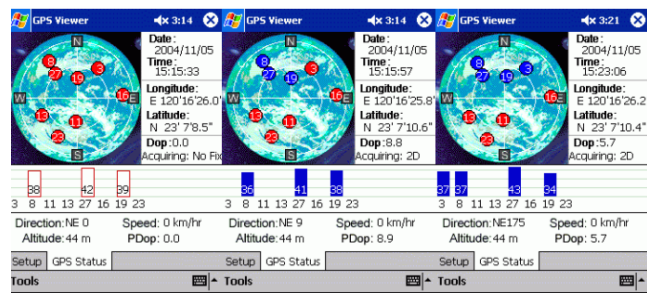 GPS Viewer 3:14
N
8
27
19
3
W
16
E
13
11
23
S
Date:
2004/11/05
Time:
15:15:33
Longitude:
E 120'16'26.0'
Latitude:
N 23' 7'8.5"
Dop:0.0
Acquiring: No Fix
38 42 39
3 8 11 13 27 16 19 23
Direction:NE 0 Speed: 0 km/hr
Altitude:44 m PDop: 0.0
Setup GPS Status
Tools
GPS Viewer 3:14
N
8
27
19
3
W
16
E
13
11
23
S
Date:
2004/11/05
Time:
15:15:57
Longitude:
E 120'16'25.8'
Latitude:
N 23' 7'10.6"
Dop:8.8
Acquiring: 2D
36 41 38
3 8 11 13 27 16 19 23
Direction:NE 9 Speed: 0 km/hr
Altitude:44 m PDop: 8.9
Setup GPS Status
Tools
GPS Viewer 3:21
N
8
27
19
3
W
16
E
13
11
23
S
Date:
2004/11/05
Time:
15:23:06
Longitude:
E 120'16'26.2
Latitude:
N 23' 7'10.4"
Dop:5.7
Acquiring: 2D
37 37 43 34
3 8 11 13 27 16 19 23
Direction:NE175 Speed: 0 km/hr
Altitude:44 m PDop: 5.7
Setup GPS Status
Tools